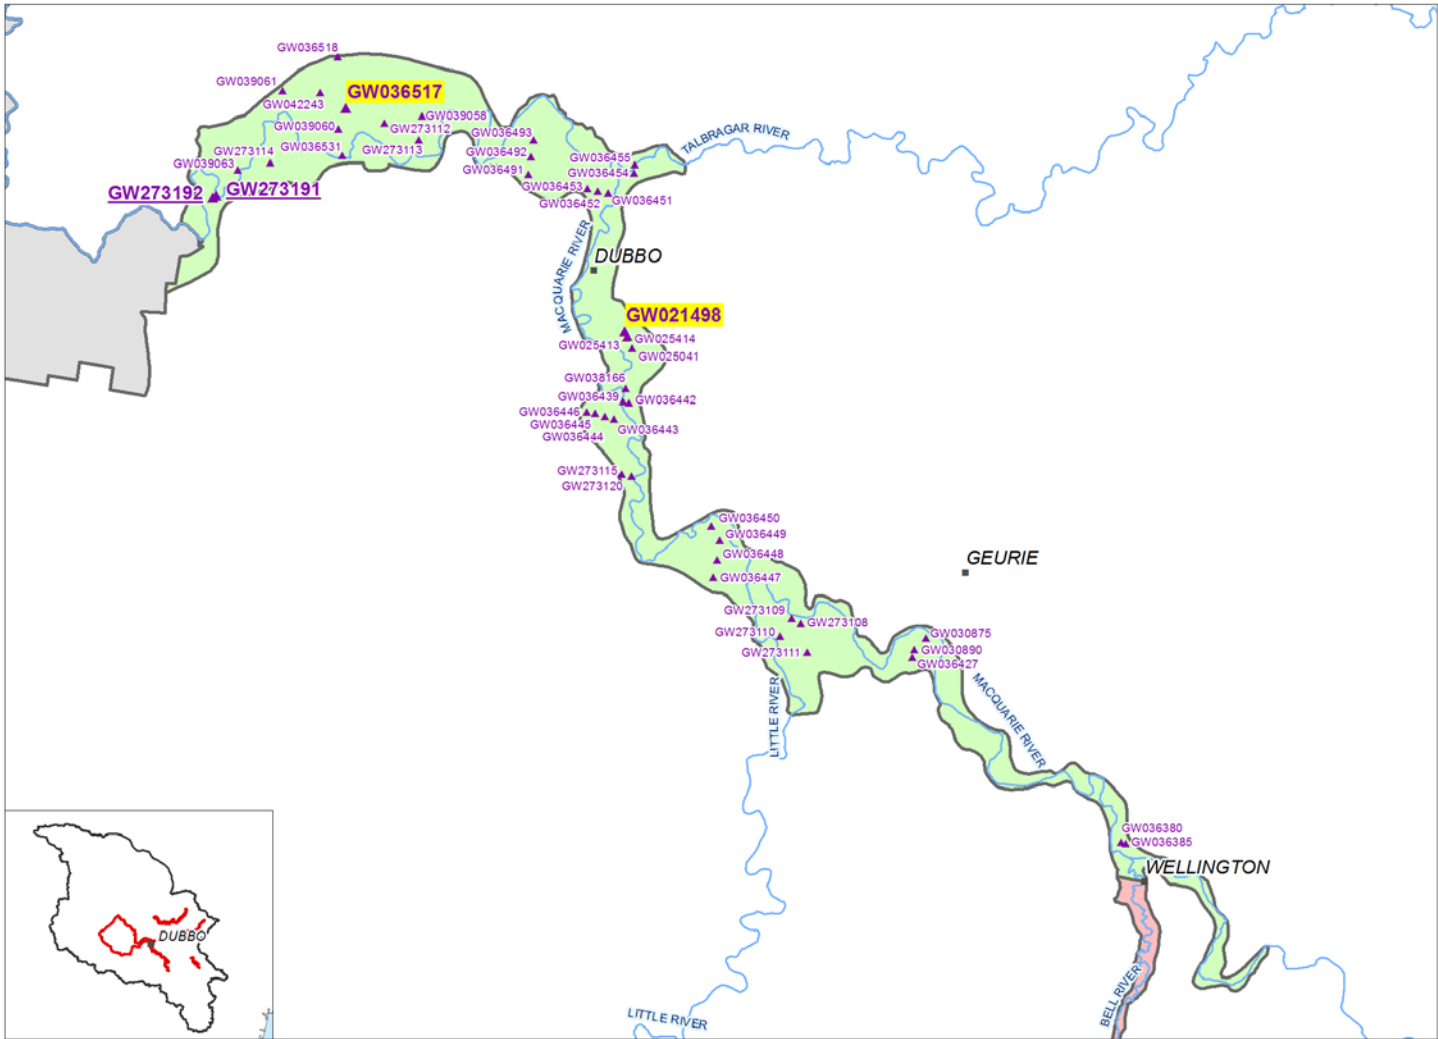 GW036518
GW039061
GW042243
GW036517
GW039058
GW039060
GW273112
GW036493
TALBRAGAR RIVER
GW273114
GW036531
GW273113
GW036492
GW036455
GW039063
GW036491
GW036454
GW273192
GW273191
GW036453
GW036452
GW036451
MACQUARIE RIVER
DUBBO
GW021498
GW025413
GW025414
GW025041
GW038166
GW036439
GW036442
GW036446
GW036445
GW036443
GW036444
GW273115
GW273120
GW036450
GW036449
GW036448
GEURIE
GW036447
GW273109
GW273108
GW273110
GW030875
GW273111
GW030890
GW036427
LITTLE RIVER
MACQUARIE RIVER
GW036380
GW036385
WELLINGTON
DUBBO
BELL RIVER
LITTLE RIVER